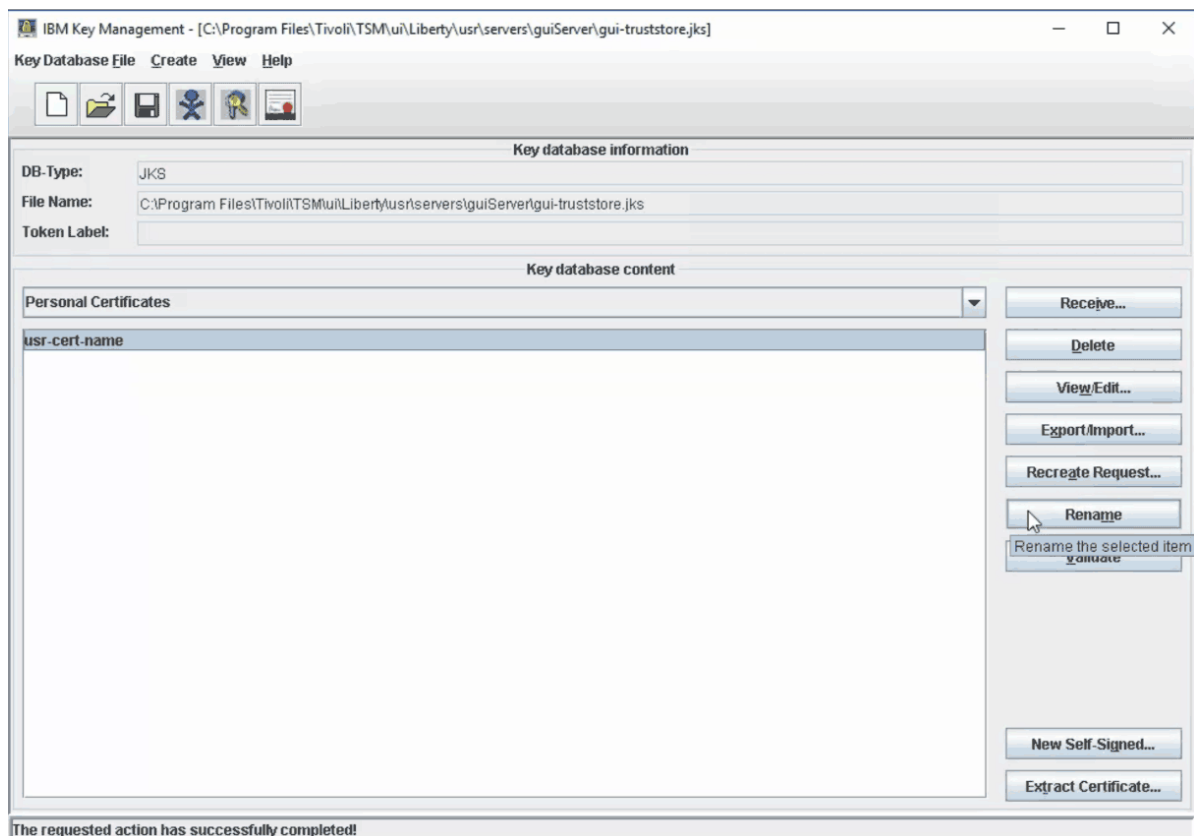 IBM Key Management - [C:\Program Files\Tivoli\TSM\ui\Liberty\usr\servers\guiServer\gui-truststore.jks]
Key Database File Create View Help
Key database information
DB-Type: JKS
File Name: C:\Program Files\Tivoli\TSM\ui\Liberty\usr\servers\guiServer\gui-truststore.jks
Token Label:
Key database content
Personal Certificates
Receive...
usr-cert-name
Delete
View/Edit...
Export/Import...
Recreate Request...
Rename
Rename the selected item
Validate
New Self-Signed...
Extract Certificate...
The requested action has successfully completed!